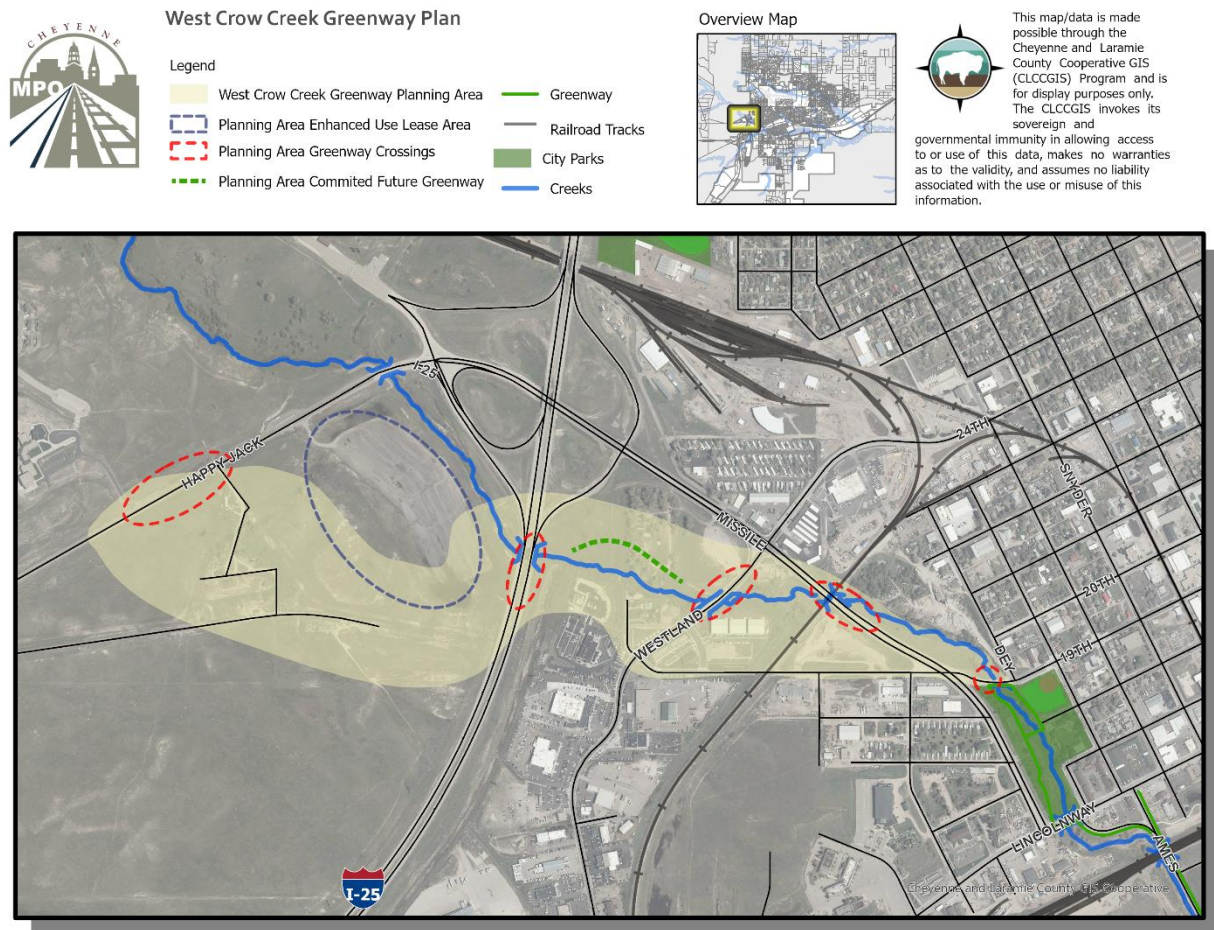 CHEYENNE
MPO
West Crow Creek Greenway Plan
Legend
West Crow Creek Greenway Planning Area
Planning Area Enhanced Use Lease Area
Planning Area Greenway Crossings
Planning Area Commited Future Greenway
Greenway
Railroad Tracks
City Parks
Creeks
Overview Map
This map/data is made
possible through the
Cheyenne and Laramie
County Cooperative GIS
(CLCCGIS) Program and is
for display purposes only.
The CLCCGIS invokes its
sovereign and
governmental immunity in allowing access
to or use of this data, makes no warranties
as to the validity, and assumes no liability
associated with the use or misuse of this
information.
I-25
HAPPY JACK
24TH
SNYDER
MISSILE
20TH
WESTLAND
DEY
19TH
LINCOLNWAY
AMES
I-25
Cheyenne and Laramie County GIS Cooperative